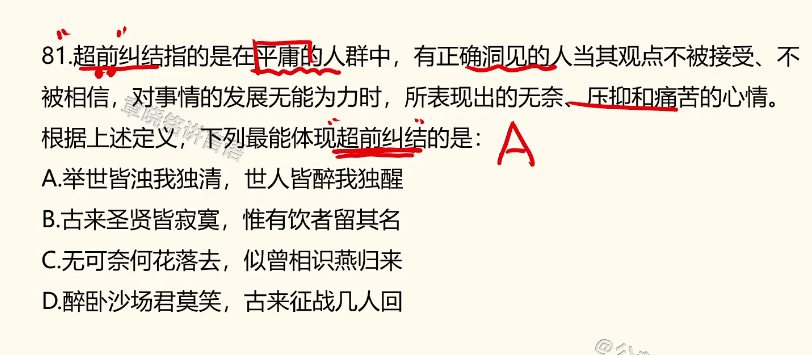 81.超前纠结指的是在平庸的人群中，有正确洞见的人当其观点不被接受、不
被相信，对事情的发展无能为力时，所表现出的无奈、压抑和痛苦的心情。
根据上述定义，下列最能体现超前纠结的是：
A
A.举世皆浊我独清，世人皆醉我独醒
B.古来圣贤皆寂寞，惟有饮者留其名
C.无可奈何花落去，似曾相识燕归来
D.醉卧沙场君莫笑，古来征战几人回